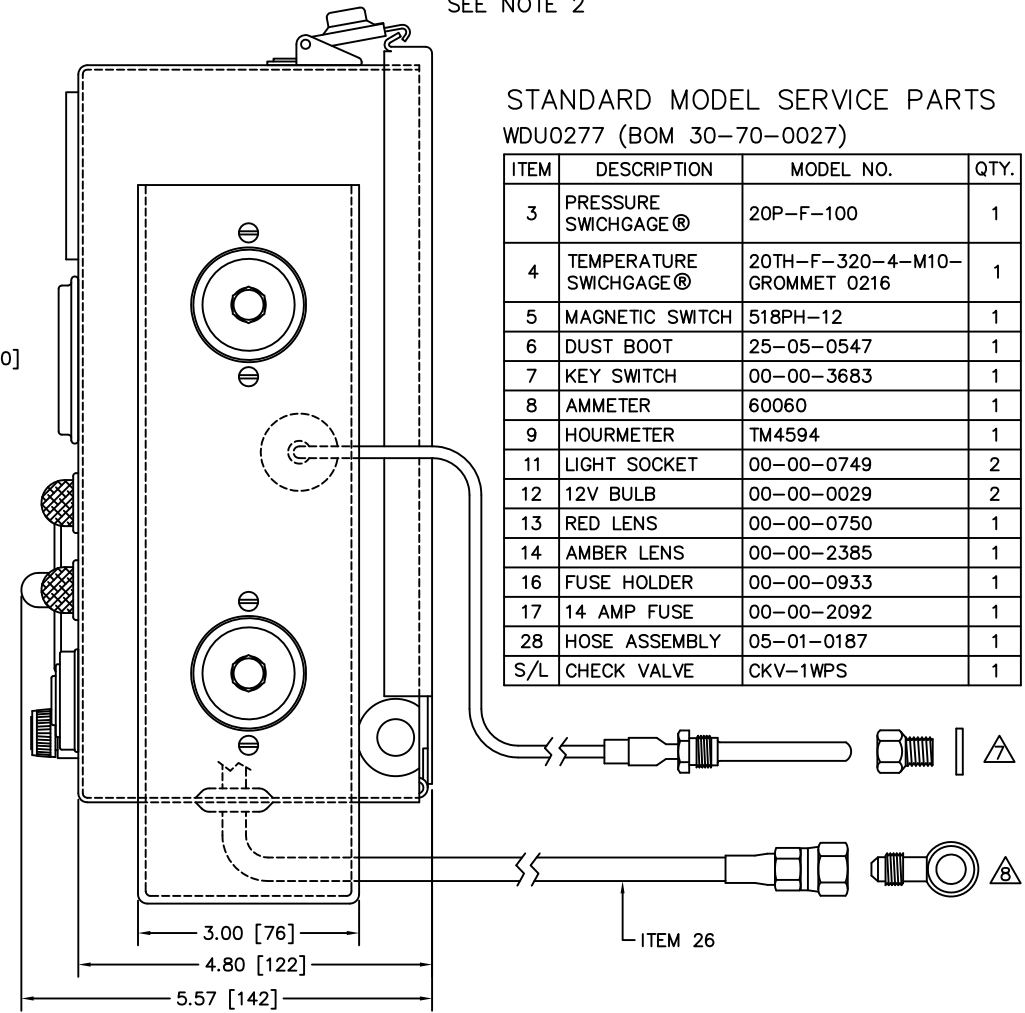 SEE NOTE 2
STANDARD MODEL SERVICE PARTS
WDU0277 (BOM 30-70-0027)
ITEM DESCRIPTION MODEL NO. QTY.
3 PRESSURE SWICHGAGE® 20P-F-100 1
4 TEMPERATURE SWICHGAGE® 20TH-F-320-4-M10-GROMMET 0216 1
5 MAGNETIC SWITCH 518PH-12 1
6 DUST BOOT 25-05-0547 1
7 KEY SWITCH 00-00-3683 1
8 AMMETER 60060 1
9 HOURMETER TM4594 1
11 LIGHT SOCKET 00-00-0749 2
12 12V BULB 00-00-0029 2
13 RED LENS 00-00-0750 1
14 AMBER LENS 00-00-2385 1
16 FUSE HOLDER 00-00-0933 1
17 14 AMP FUSE 00-00-2092 1
28 HOSE ASSEMBLY 05-01-0187 1
S/L CHECK VALVE CKV-1WPS 1
0]
7
8
ITEM 26
3.00 [76]
4.80 [122]
5.57 [142]